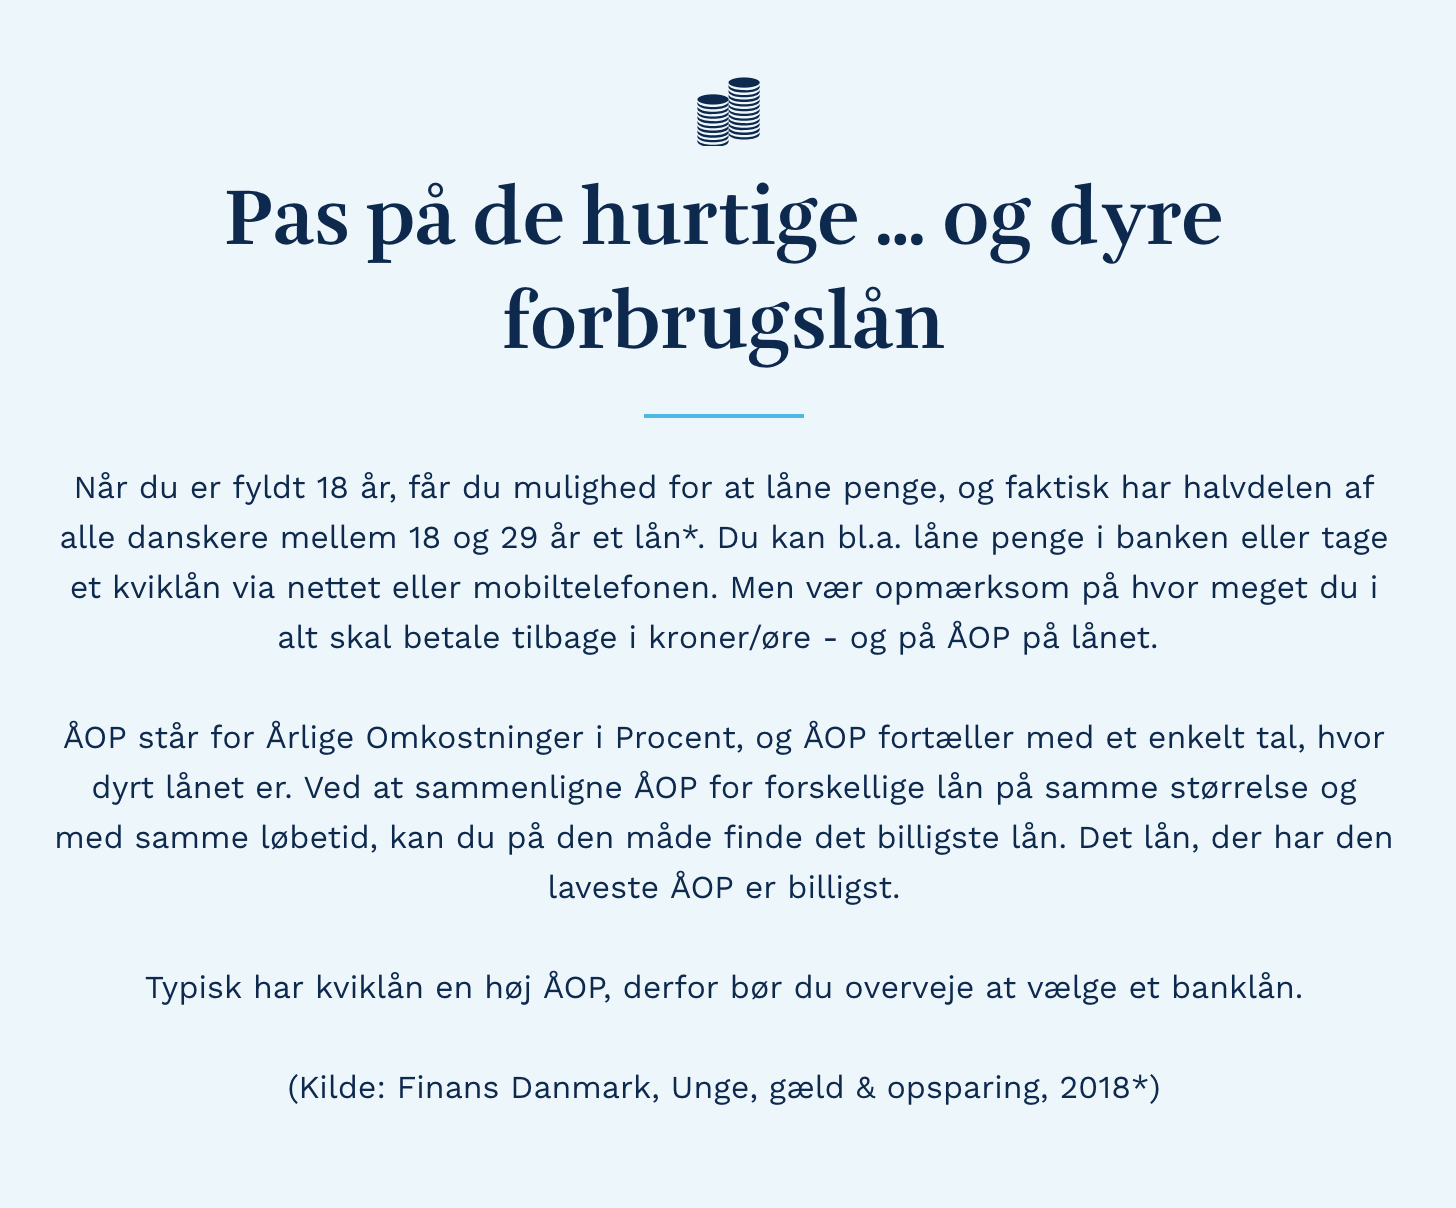 Pas på de hurtige ... og dyre
forbrugslån
Når du er fyldt 18 år, får du mulighed for at låne penge, og faktisk har halvdelen af
alle danskere mellem 18 og 29 år et lån*. Du kan bl.a. låne penge i banken eller tage
et kviklån via nettet eller mobiltelefonen. Men vær opmærksom på hvor meget du i
alt skal betale tilbage i kroner/øre - og på ÅOP på lånet.
ÅOP står for Årlige Omkostninger i Procent, og ÅOP fortæller med et enkelt tal, hvor
dyrt lånet er. Ved at sammenligne ÅOP for forskellige lån på samme størrelse og
med samme løbetid, kan du på den måde finde det billigste lån. Det lån, der har den
laveste ÅOP er billigst.
Typisk har kviklån en høj ÅOP, derfor bør du overveje at vælge et banklån.
(Kilde: Finans Danmark, Unge, gæld & opsparing, 2018*)